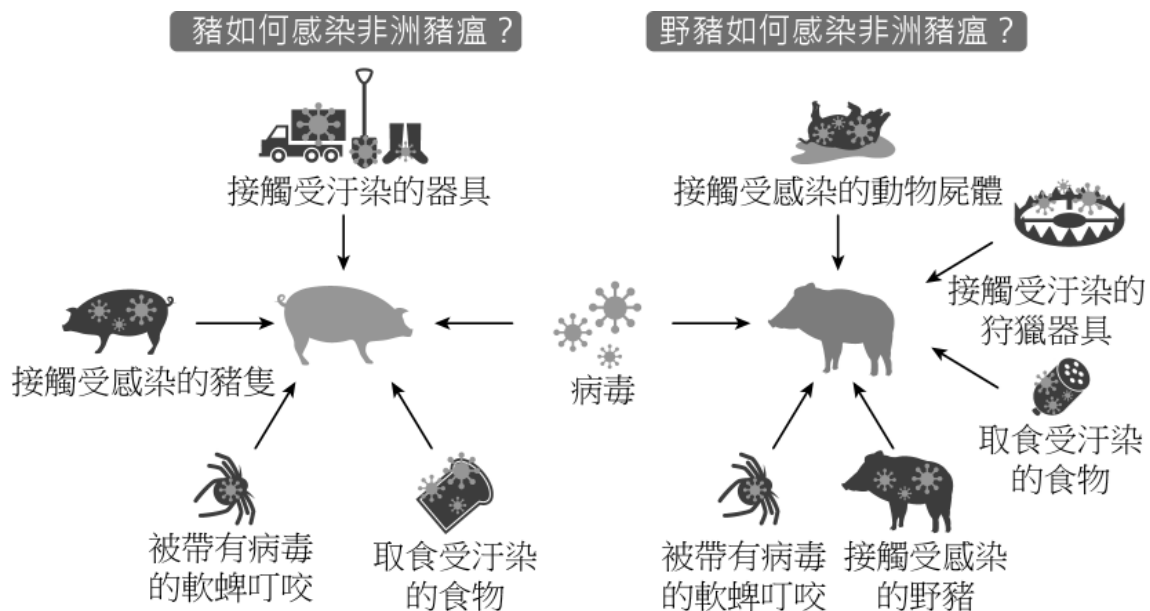 豬如何感染非洲豬瘟？
接觸受汙染的器具
接觸受感染的豬隻
被帶有病毒
的軟蜱叮咬
取食受汙染
的食物
病毒
野豬如何感染非洲豬瘟？
接觸受感染的動物屍體
接觸受汙染的
狩獵器具
取食受汙染
的食物
被帶有病毒
的軟蜱叮咬
接觸受感染
的野豬